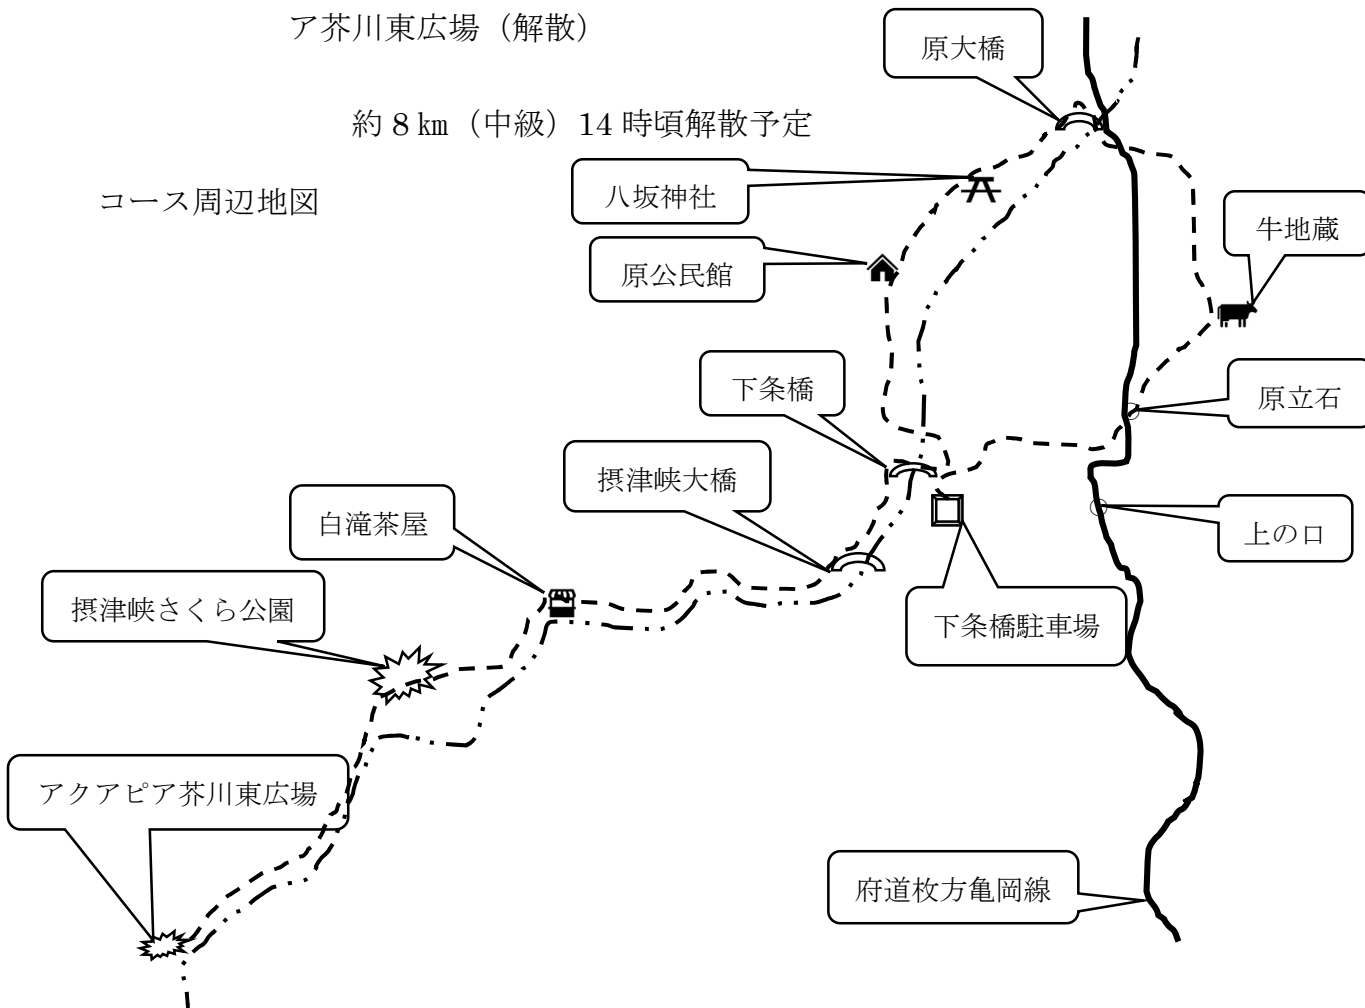 ア芥川東広場（解散）
約8㎞（中級）14時頃解散予定
コース周辺地図
原大橋
八坂神社
牛地蔵
原公民館
下条橋
原立石
摂津峡大橋
白滝茶屋
上の口
摂津峡さくら公園
下条橋駐車場
アクアピア芥川東広場
府道枚方亀岡線